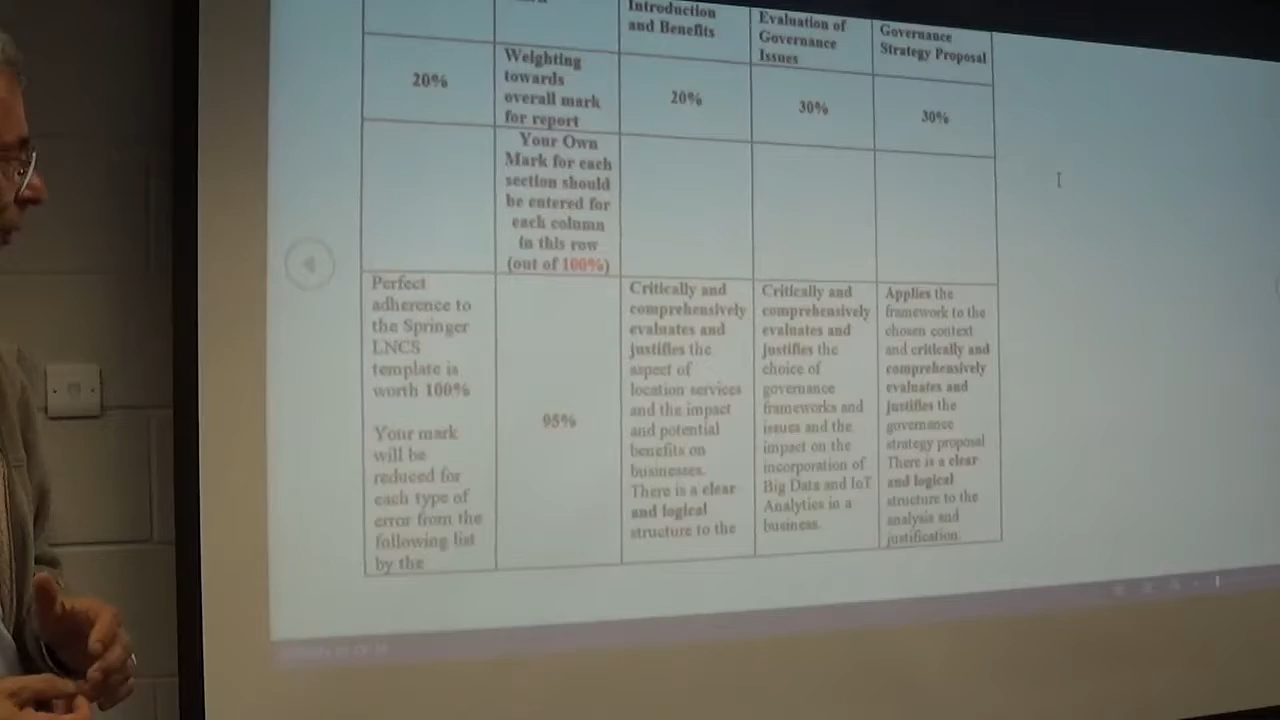 Introduction
and Benefits
Evaluation of
Governance
Issues
Governance
Strategy Proposal
20%
Weighting
towards
overall mark
for report
20%
30%
30%
Your Own
Mark for each
section should
be entered for
each column
in this row
(out of 100%)
Perfect
adherence to
the Springer
LNCS
template is
worth 100%
Your mark
will be
reduced for
each type of
error from the
following list
by the
95%
Critically and
comprehensively
evaluates and
justifies the
aspect of
location services
and the impact
and potential
benefits on
businesses.
There is a clear
and logical
structure to the
Critically and
comprehensively
evaluates and
justifies the
choice of
governance
frameworks and
issues and the
impact on the
incorporation of
Big Data and IoT
Analytics in a
business.
Applies the
framework to the
chosen context
and critically and
comprehensively
evaluates and
justifies the
governance
strategy proposal
There is a clear
and logical
structure to the
analysis and
justification.